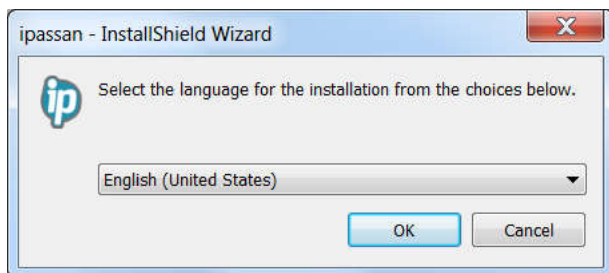 ipassan - InstallShield Wizard
ip
Select the language for the installation from the choices below.
English (United States)
OK
Cancel